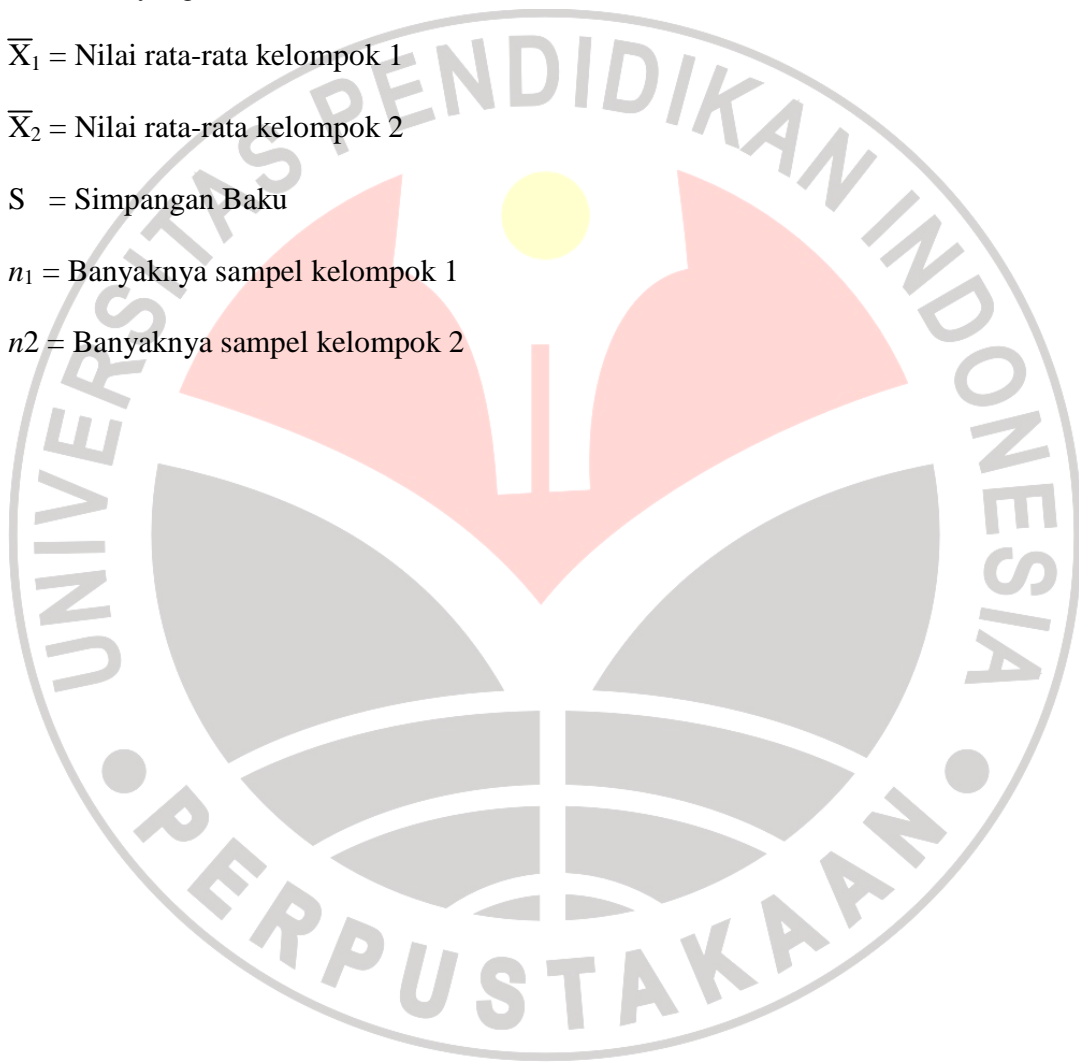 X̅₁ = Nilai rata-rata kelompok 1
X̅₂ = Nilai rata-rata kelompok 2
S = Simpangan Baku
n₁ = Banyaknya sampel kelompok 1
n2 = Banyaknya sampel kelompok 2
UNIVERSITAS PENDIDIKAN INDONESIA
PERPUSTAKAAN